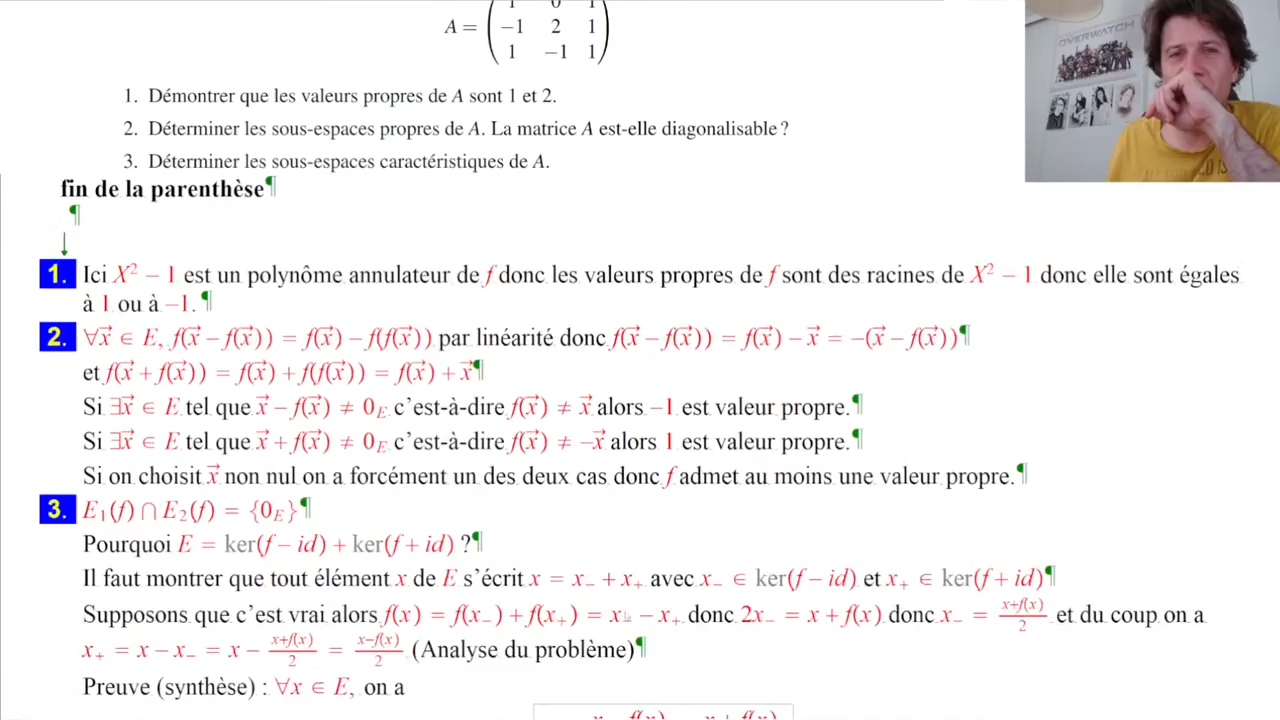 A = ( 1 0 1
−1 2 1
1 −1 1 )
1. Démontrer que les valeurs propres de A sont 1 et 2.
2. Déterminer les sous-espaces propres de A. La matrice A est-elle diagonalisable ?
3. Déterminer les sous-espaces caractéristiques de A.
fin de la parenthèse¶
¶
↓
1. Ici X² − 1 est un polynôme annulateur de f donc les valeurs propres de f sont des racines de X² − 1 donc elle sont égales
à 1 ou à −1. ¶
2. ∀x⃗ ∈ E, f(x⃗ − f(x⃗)) = f(x⃗) − f(f(x⃗)) par linéarité donc f(x⃗ − f(x⃗)) = f(x⃗) − x⃗ = −(x⃗ − f(x⃗))¶
et f(x⃗ + f(x⃗)) = f(x⃗) + f(f(x⃗)) = f(x⃗) + x⃗¶
Si ∃x⃗ ∈ E tel que x⃗ − f(x⃗) ≠ 0_E c’est-à-dire f(x⃗) ≠ x⃗ alors −1 est valeur propre.¶
Si ∃x⃗ ∈ E tel que x⃗ + f(x⃗) ≠ 0_E c’est-à-dire f(x⃗) ≠ −x⃗ alors 1 est valeur propre.¶
Si on choisit x⃗ non nul on a forcément un des deux cas donc f admet au moins une valeur propre.¶
3. E₁(f) ∩ E₂(f) = {0_E}¶
Pourquoi E = ker(f − id) + ker(f + id) ?¶
Il faut montrer que tout élément x de E s’écrit x = x₋ + x₊ avec x₋ ∈ ker(f − id) et x₊ ∈ ker(f + id)¶
Supposons que c’est vrai alors f(x) = f(x₋) + f(x₊) = x₋ − x₊ donc 2x₋ = x + f(x) donc x₋ = (x+f(x))/2 et du coup on a
x₊ = x − x₋ = x − (x+f(x))/2 = (x−f(x))/2 (Analyse du problème)¶
Preuve (synthèse) : ∀x ∈ E, on a
x − f(x) x + f(x)
OVERWATCH